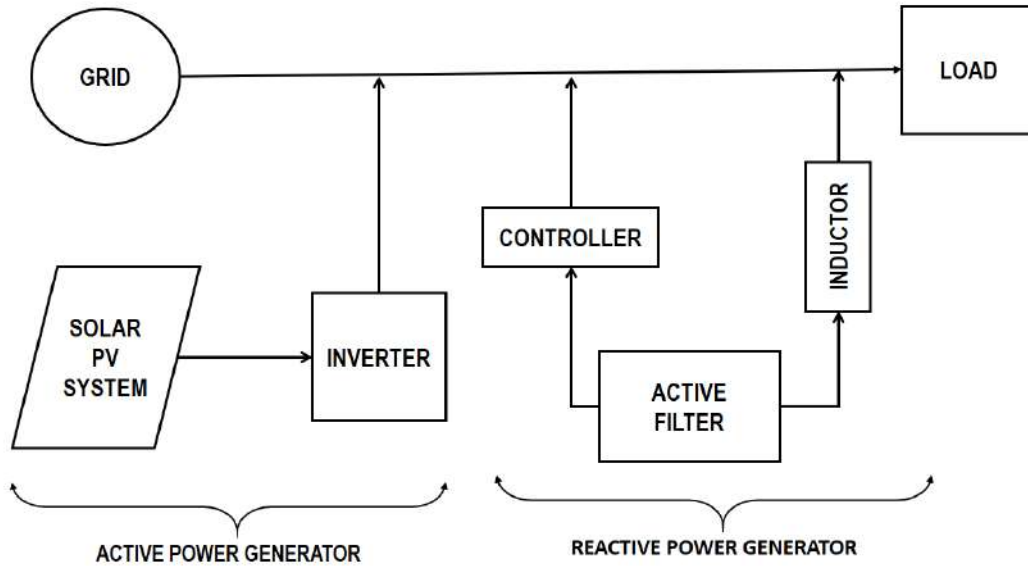 GRID
LOAD
CONTROLLER
INDUCTOR
SOLAR
PV
SYSTEM
INVERTER
ACTIVE
FILTER
ACTIVE POWER GENERATOR
REACTIVE POWER GENERATOR